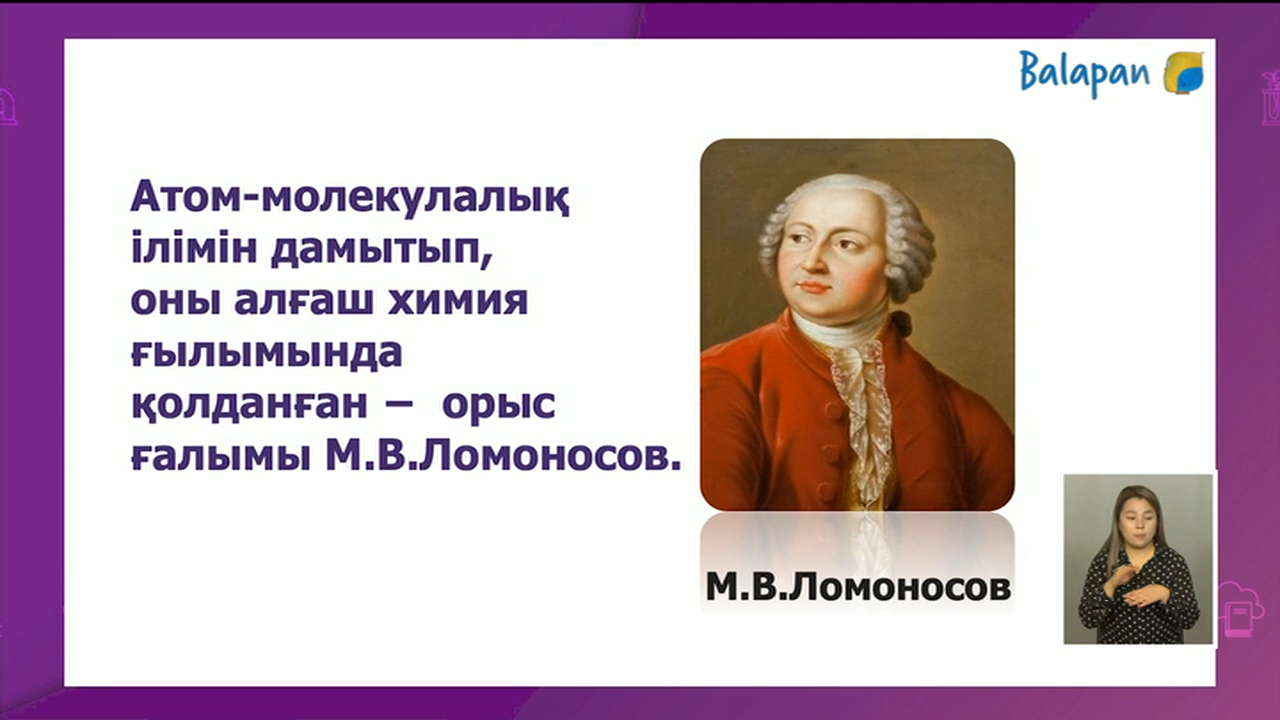 Balapan
Атом-молекулалық
ілімін дамытып,
оны алғаш химия
ғылымында
қолданған – орыс
ғалымы М.В.Ломоносов.
М.В.Ломоносов